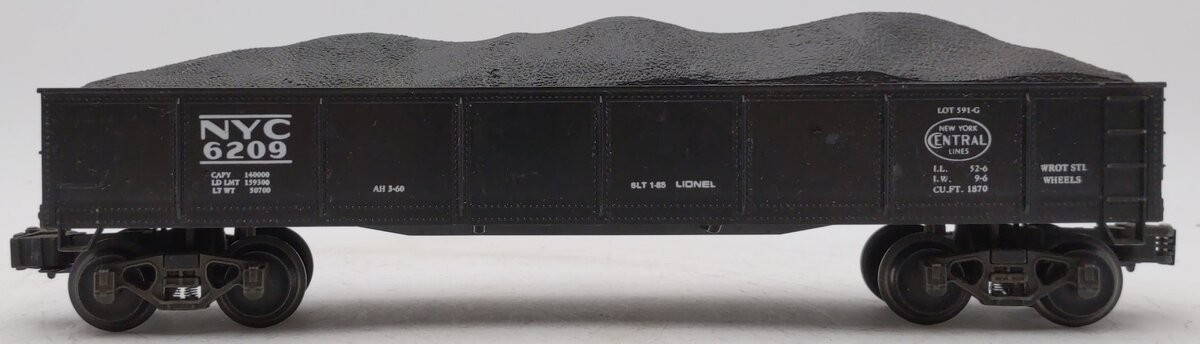 NYC
6209
CAPY 140000
LD LMT 159300
LT WT 50700
AH 3-60
BLT 1-85 LIONEL
LOT 591-G
NEW YORK
CENTRAL
LINES
I.L. 52-6
I.W. 9-6
CU.FT. 1870
WROT STL
WHEELS